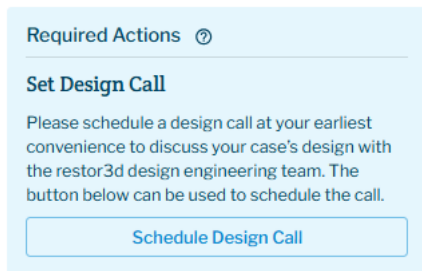 Required Actions
Set Design Call
Please schedule a design call at your earliest
convenience to discuss your case's design with
the restor3d design engineering team. The
button below can be used to schedule the call.
Schedule Design Call